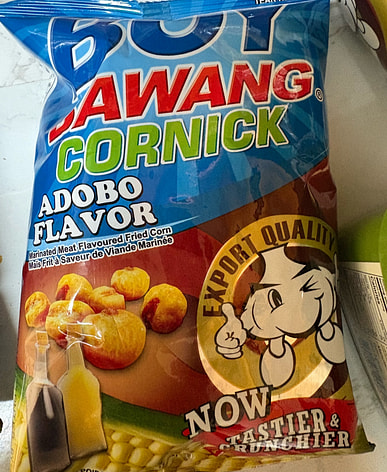 BOY
BAWANG®
CORNICK
ADOBO
FLAVOR
Marinated Meat Flavoured Fried Corn
Maïs Frit à Saveur de Viande Marinée
EXPORT QUALITY
NOW
TASTIER &
CRUNCHIER